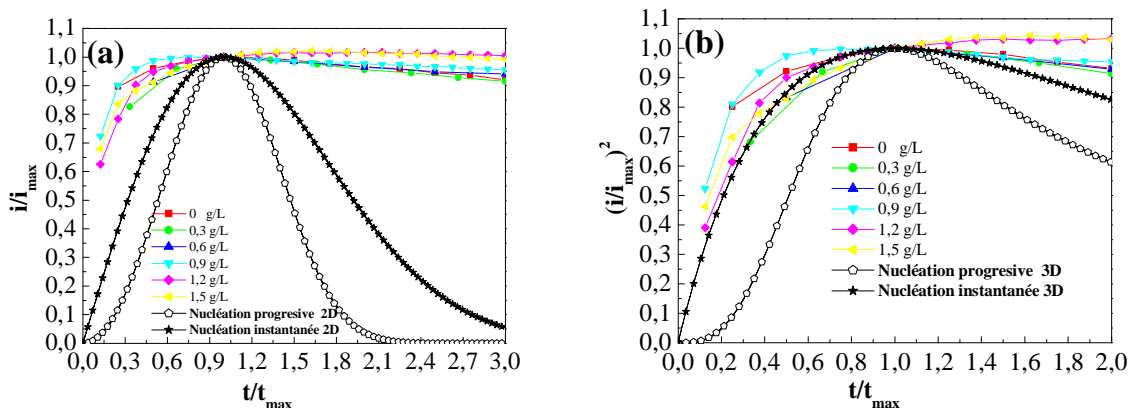 (a)
i/i max
1,1
1,0
0,9
0,8
0,7
0,6
0,5
0,4
0,3
0,2
0,1
0,0
0 g/L
0,3 g/L
0,6 g/L
0,9 g/L
1,2 g/L
1,5 g/L
Nucléation progresive 2D
Nucléation instantanée 2D
0,0 0,3 0,6 0,9 1,2 1,5 1,8 2,1 2,4 2,7 3,0
t/t max
(b)
(i/i max)2
1,1
1,0
0,9
0,8
0,7
0,6
0,5
0,4
0,3
0,2
0,1
0,0
0 g/L
0,3 g/L
0,6 g/L
0,9 g/L
1,2 g/L
1,5 g/L
Nucléation progresive 3D
Nucléation instantanée 3D
0,0 0,2 0,4 0,6 0,8 1,0 1,2 1,4 1,6 1,8 2,0
t/t max